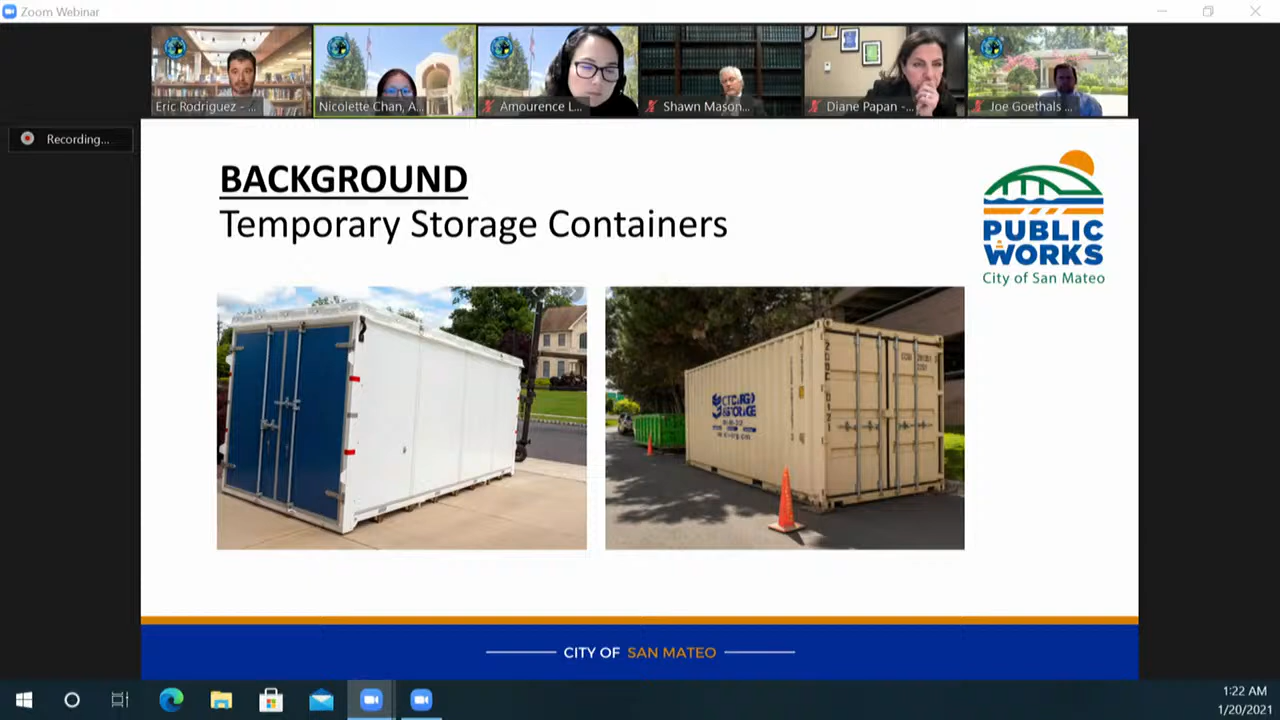 Zoom Webinar
Eric Rodriguez - ...
Nicolette Chan, A...
Amourence L...
Shawn Mason...
Diane Papan -...
Joe Goethals ...
Recording...
BACKGROUND
Temporary Storage Containers
PUBLIC
WORKS
City of San Mateo
STORAGE
CITY OF SAN MATEO
1:22 AM
1/20/2021